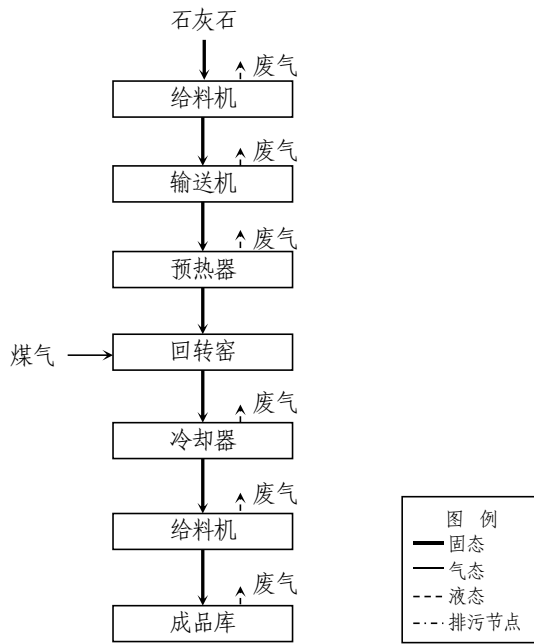 石灰石
废气
给料机
废气
输送机
废气
预热器
煤气
回转窑
废气
冷却器
废气
给料机
废气
成品库
图 例
固态
气态
液态
排污节点